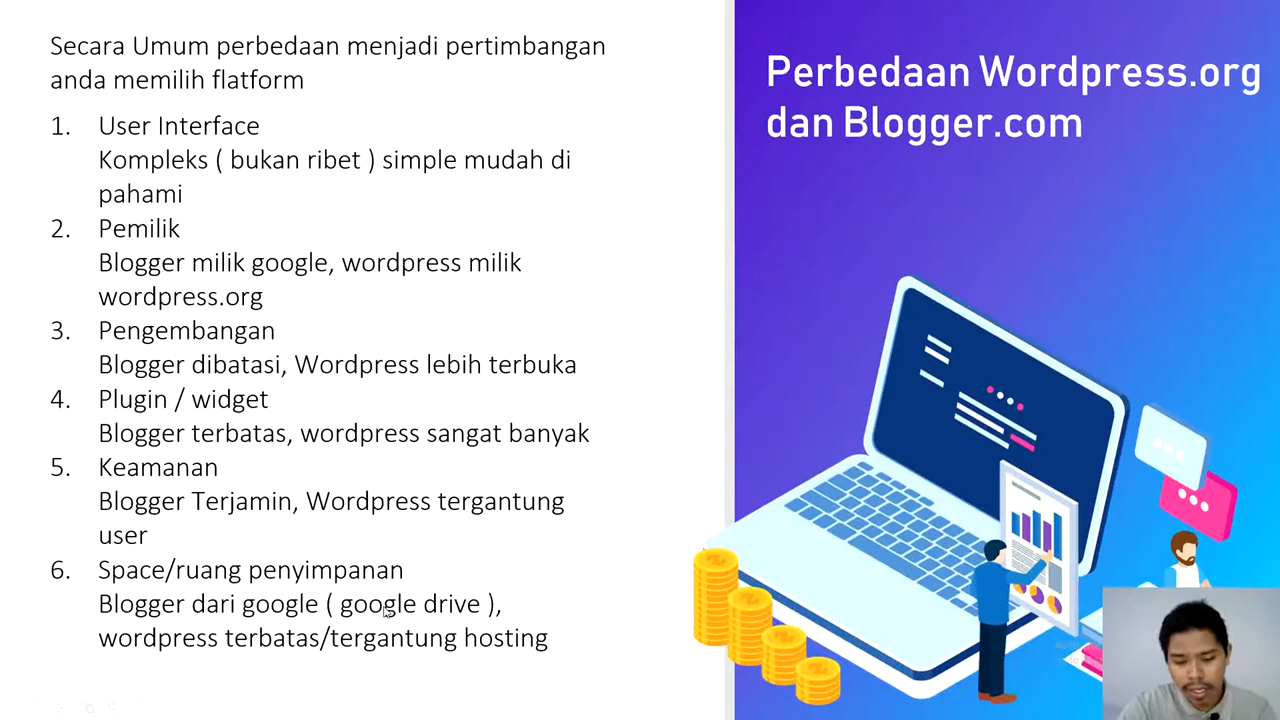 Secara Umum perbedaan menjadi pertimbangan
anda memilih flatform
1. User Interface
Kompleks ( bukan ribet ) simple mudah di
pahami
2. Pemilik
Blogger milik google, wordpress milik
wordpress.org
3. Pengembangan
Blogger dibatasi, Wordpress lebih terbuka
4. Plugin / widget
Blogger terbatas, wordpress sangat banyak
5. Keamanan
Blogger Terjamin, Wordpress tergantung
user
6. Space/ruang penyimpanan
Blogger dari google ( google drive ),
wordpress terbatas/tergantung hosting
Perbedaan Wordpress.org
dan Blogger.com